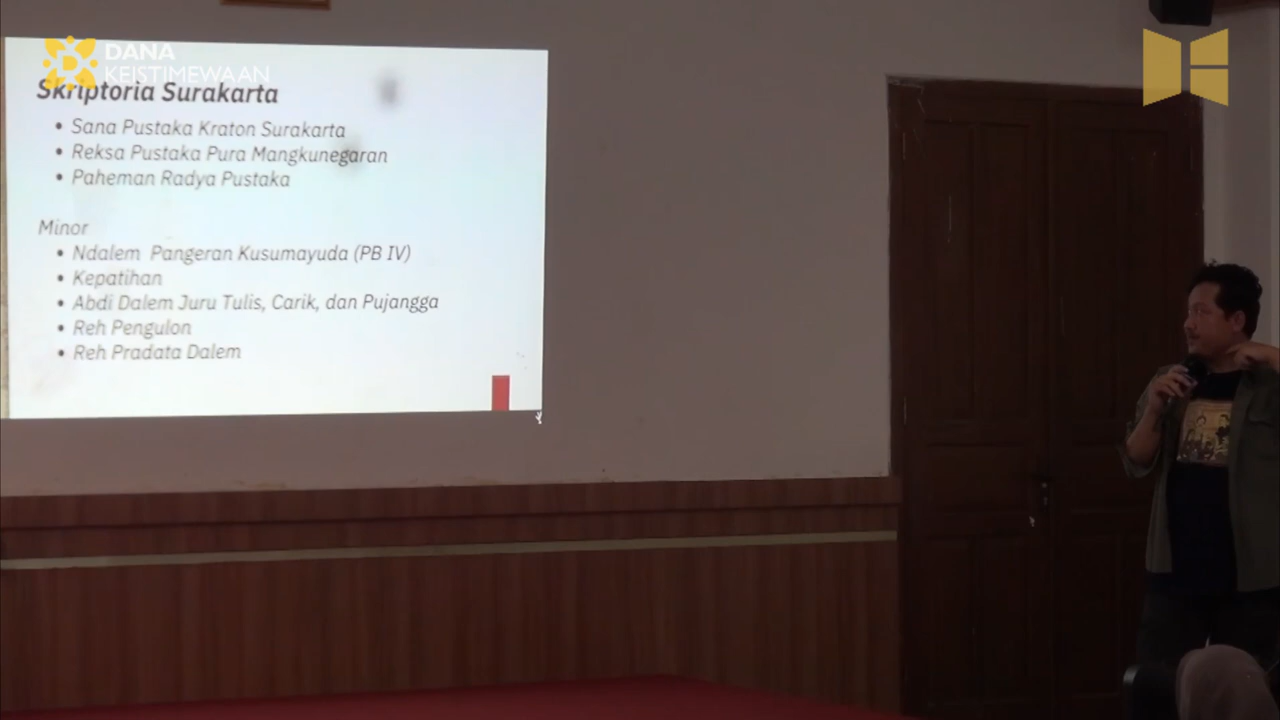 DANA
KEISTIMEWAAN
Skriptoria Surakarta
• Sana Pustaka Kraton Surakarta
• Reksa Pustaka Pura Mangkunegaran
• Paheman Radya Pustaka
Minor
• Ndalem Pangeran Kusumayuda (PB IV)
• Kepatihan
• Abdi Dalem Juru Tulis, Carik, dan Pujangga
• Reh Pengulon
• Reh Pradata Dalem